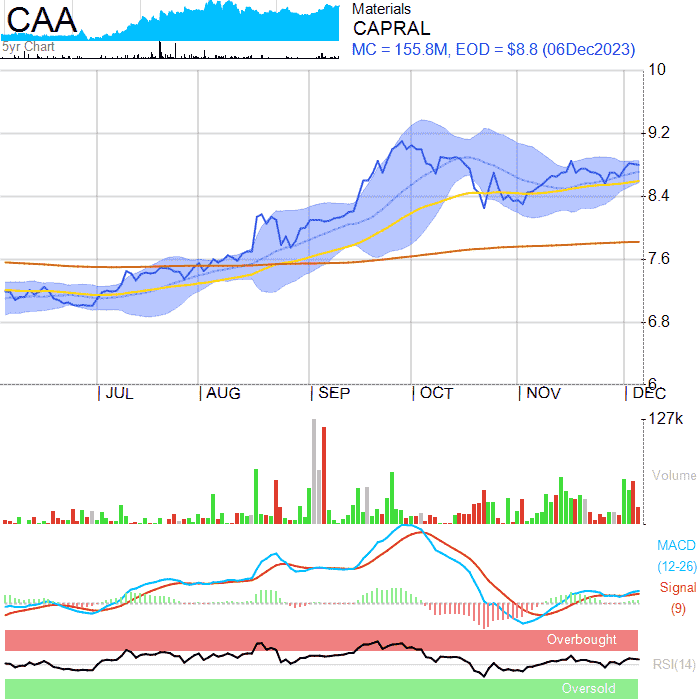 CAA
5yr Chart
Materials
CAPRAL
MC = 155.8M, EOD = $8.8 (06Dec2023)
10
9.2
8.4
7.6
6.8
6
JUL AUG SEP OCT NOV DEC
127k
Volume
MACD
(12-26)
Signal
(9)
Overbought
RSI(14)
Oversold